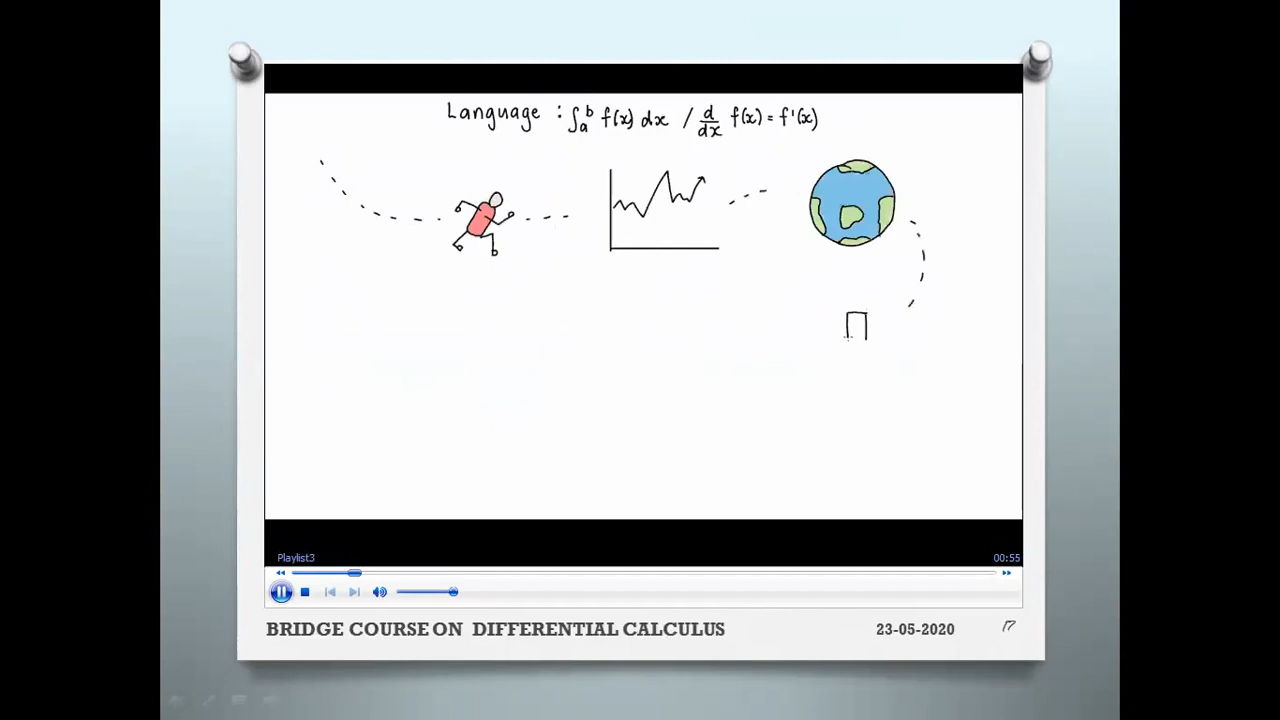 Language : ∫ₐᵇ f(x) dx / d/dx f(x) = f'(x)
Playlist3
00:55
BRIDGE COURSE ON DIFFERENTIAL CALCULUS
23-05-2020
17